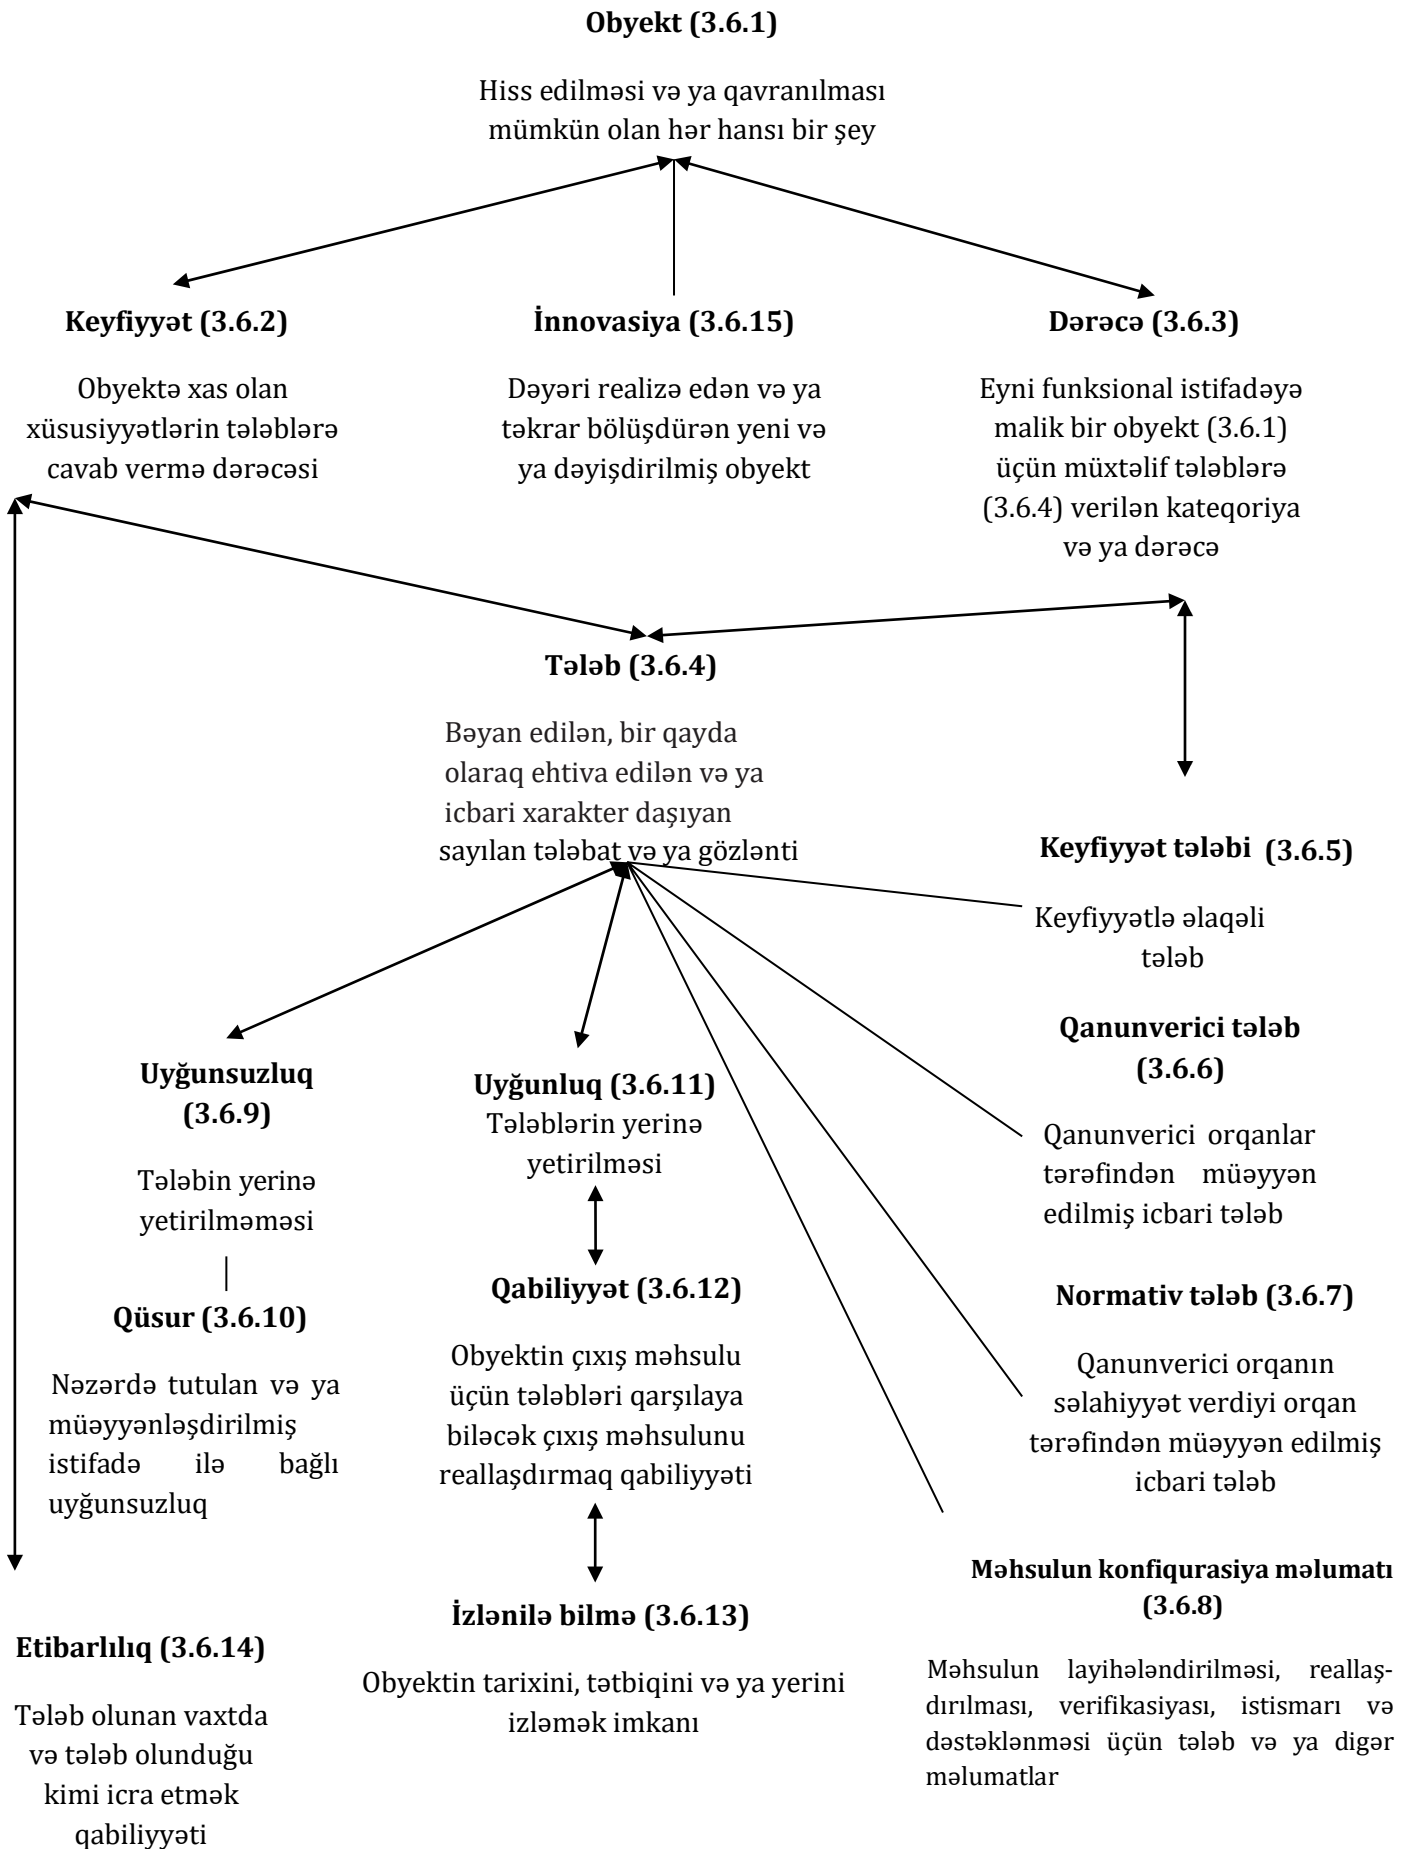 Obyekt (3.6.1)
Hiss edilməsi və ya qavranılması
mümkün olan hər hansı bir şey
Keyfiyyət (3.6.2)
Obyektə xas olan
xüsusiyyətlərin tələblərə
cavab vermə dərəcəsi
İnnovasiya (3.6.15)
Dəyəri realizə edən və ya
təkrar bölüşdürən yeni və
ya dəyişdirilmiş obyekt
Dərəcə (3.6.3)
Eyni funksional istifadəyə
malik bir obyekt (3.6.1)
üçün müxtəlif tələblərə
(3.6.4) verilən kateqoriya
və ya dərəcə
Tələb (3.6.4)
Bəyan edilən, bir qayda
olaraq ehtiva edilən və ya
icbari xarakter daşıyan
sayılan tələbat və ya gözlənti
Keyfiyyət tələbi (3.6.5)
Keyfiyyətlə əlaqəli
tələb
Qanunverici tələb
(3.6.6)
Qanunverici orqanlar
tərəfindən müəyyən
edilmiş icbari tələb
Uyğunsuzluq
(3.6.9)
Tələbin yerinə
yetirilməməsi
Uyğunluq (3.6.11)
Tələblərin yerinə
yetirilməsi
Qüsur (3.6.10)
Nəzərdə tutulan və ya
müəyyənləşdirilmiş
istifadə ilə bağlı
uyğunsuzluq
Qabiliyyət (3.6.12)
Obyektin çıxış məhsulu
üçün tələbləri qarşılaya
biləcək çıxış məhsulunu
reallaşdırmaq qabiliyyəti
Normativ tələb (3.6.7)
Qanunverici orqanın
səlahiyyət verdiyi orqan
tərəfindən müəyyən edilmiş
icbari tələb
Məhsulun konfiqurasiya məlumatı
(3.6.8)
Məhsulun layihələndirilməsi, reallaş-
dırılması, verifikasiyası, istismarı və
dəstəklənməsi üçün tələb və ya digər
məlumatlar
İzlənilə bilmə (3.6.13)
Obyektin tarixini, tətbiqini və ya yerini
izləmək imkanı
Etibarlılıq (3.6.14)
Tələb olunan vaxtda
və tələb olunduğu
kimi icra etmək
qabiliyyəti